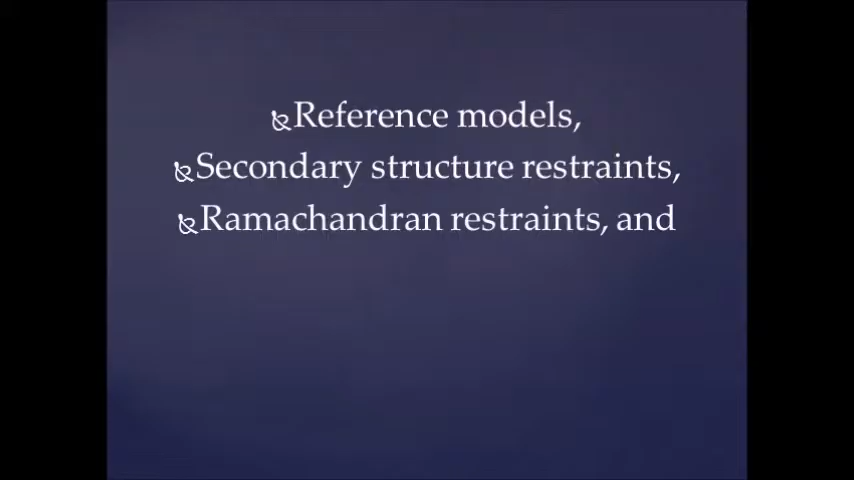 Reference models,
Secondary structure restraints,
Ramachandran restraints, and